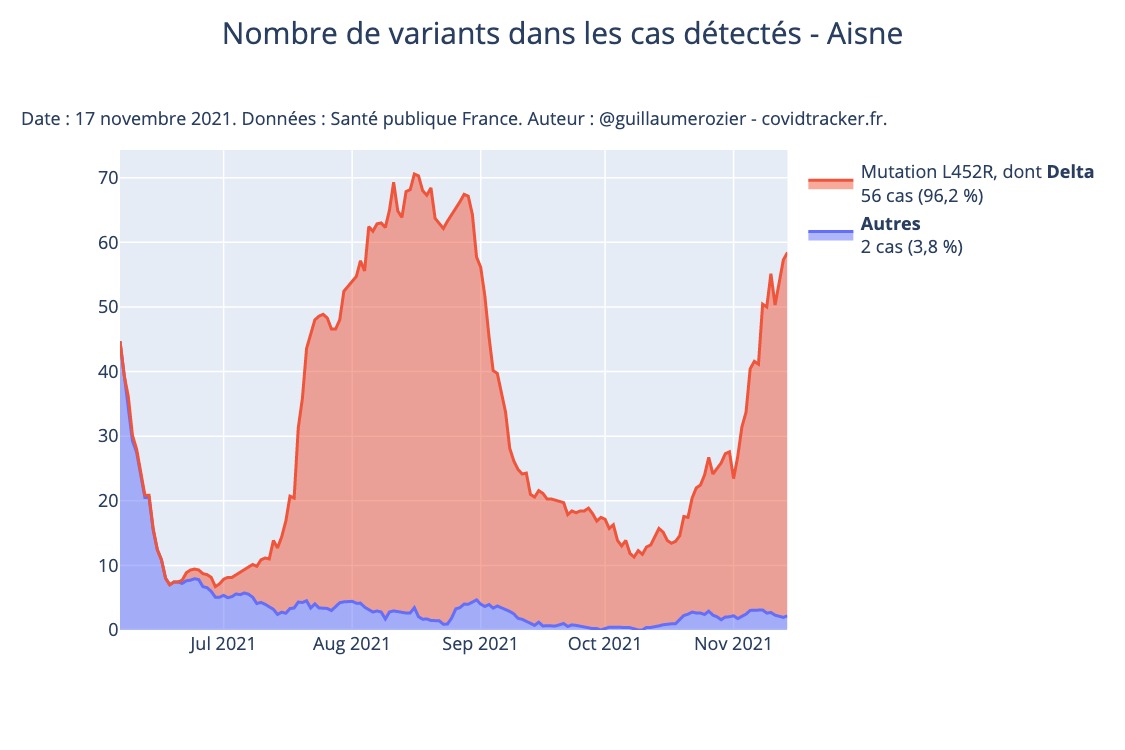 Nombre de variants dans les cas détectés - Aisne
Date : 17 novembre 2021. Données : Santé publique France. Auteur : @guillaumerozier - covidtracker.fr.
Mutation L452R, dont Delta
56 cas (96,2 %)
Autres
2 cas (3,8 %)
70
60
50
40
30
20
10
0
Jul 2021 Aug 2021 Sep 2021 Oct 2021 Nov 2021